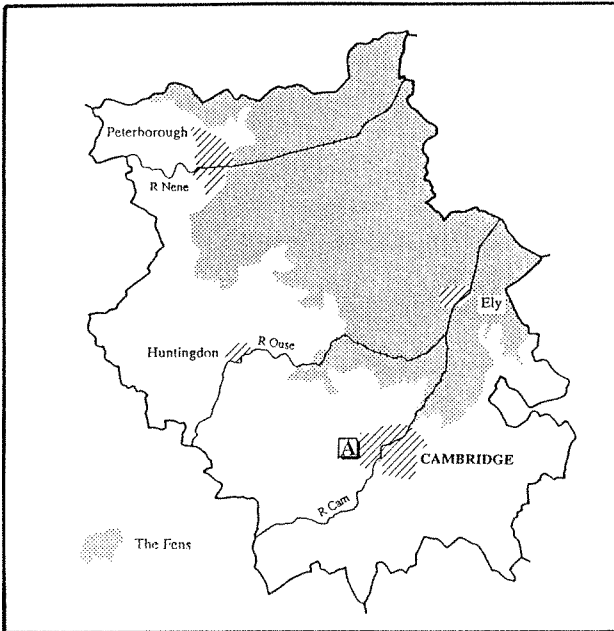 Peterborough
R Nene
Ely
Huntingdon
R Ouse
A
CAMBRIDGE
R Cam
The Fens